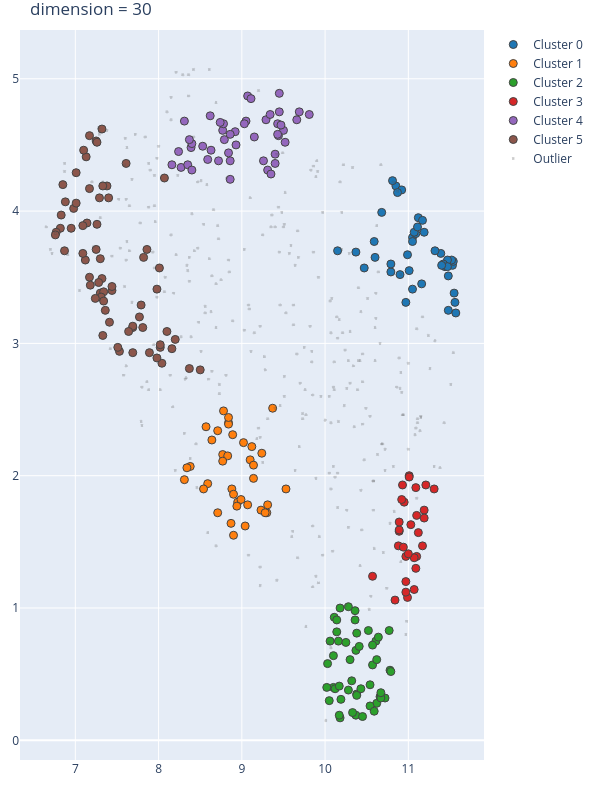 dimension = 30
Cluster 0
Cluster 1
Cluster 2
Cluster 3
Cluster 4
Cluster 5
Outlier
5
4
3
2
1
0
7 8 9 10 11